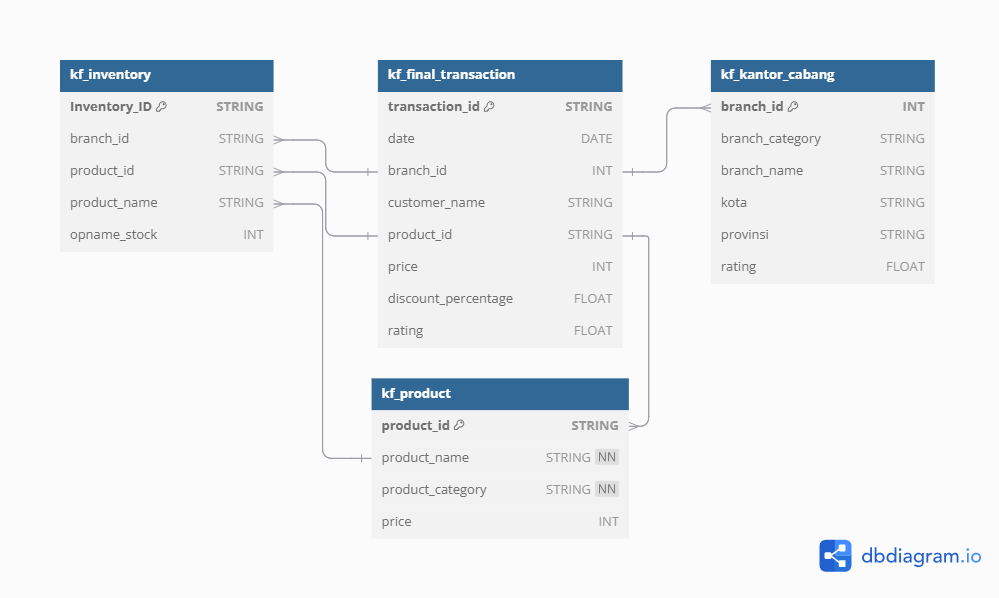 kf_inventory
Inventory_ID STRING
branch_id STRING
product_id STRING
product_name STRING
opname_stock INT
kf_final_transaction
transaction_id STRING
date DATE
branch_id INT
customer_name STRING
product_id STRING
price INT
discount_percentage FLOAT
rating FLOAT
kf_kantor_cabang
branch_id INT
branch_category STRING
branch_name STRING
kota STRING
provinsi STRING
rating FLOAT
kf_product
product_id STRING
product_name STRING NN
product_category STRING NN
price INT
dbdiagram.io